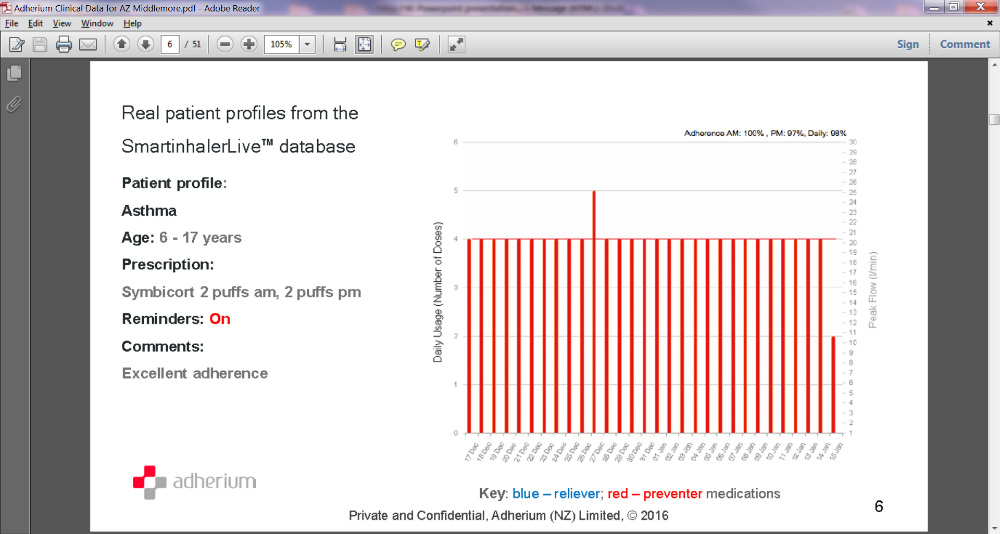 Adherium Clinical Data for AZ Middlemore.pdf - Adobe Reader
File Edit View Window Help
6 / 51 105% Sign Comment
Real patient profiles from the
SmartinhalerLive™ database
Patient profile:
Asthma
Age: 6 - 17 years
Prescription:
Symbicort 2 puffs am, 2 puffs pm
Reminders: On
Comments:
Excellent adherence
adherium
Adherence AM: 100% , PM: 97%, Daily: 98%
Daily Usage (Number of Doses)
6
5
4
3
2
1
0
30
29
28
27
26
25
24
23
22
21
20
19
18
17
16
15
14
13
12
11
10
9
8
7
6
5
4
3
2
1
Peak Flow (l/min)
17 Dec
18 Dec
19 Dec
20 Dec
21 Dec
22 Dec
23 Dec
24 Dec
25 Dec
26 Dec
27 Dec
28 Dec
29 Dec
30 Dec
31 Dec
01 Jan
02 Jan
03 Jan
04 Jan
05 Jan
06 Jan
07 Jan
08 Jan
09 Jan
10 Jan
11 Jan
12 Jan
13 Jan
14 Jan
15 Jan
Key: blue – reliever; red – preventer medications
Private and Confidential, Adherium (NZ) Limited, © 2016
6